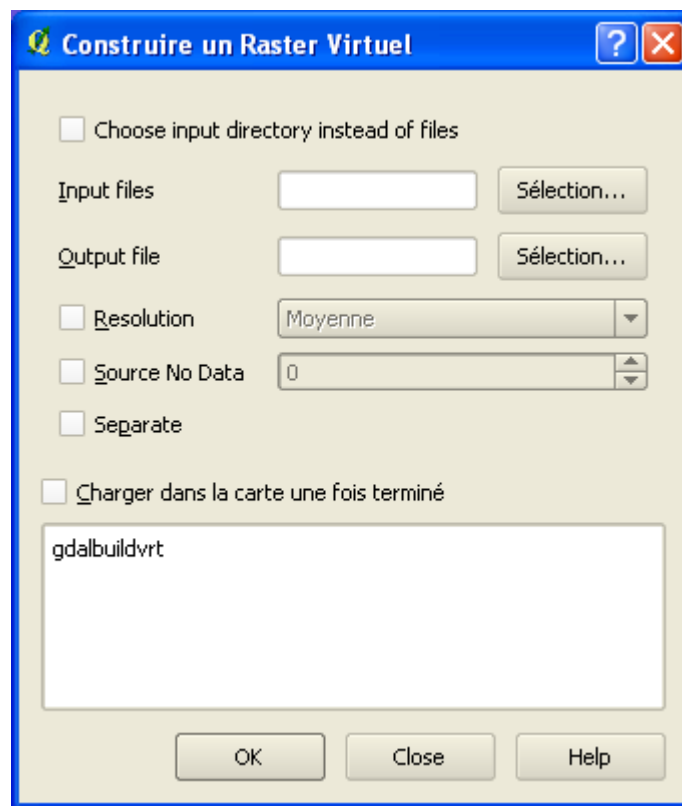 Construire un Raster Virtuel
Choose input directory instead of files
Input files Sélection...
Output file Sélection...
Resolution Moyenne
Source No Data 0
Separate
Charger dans la carte une fois terminé
gdalbuildvrt
OK Close Help